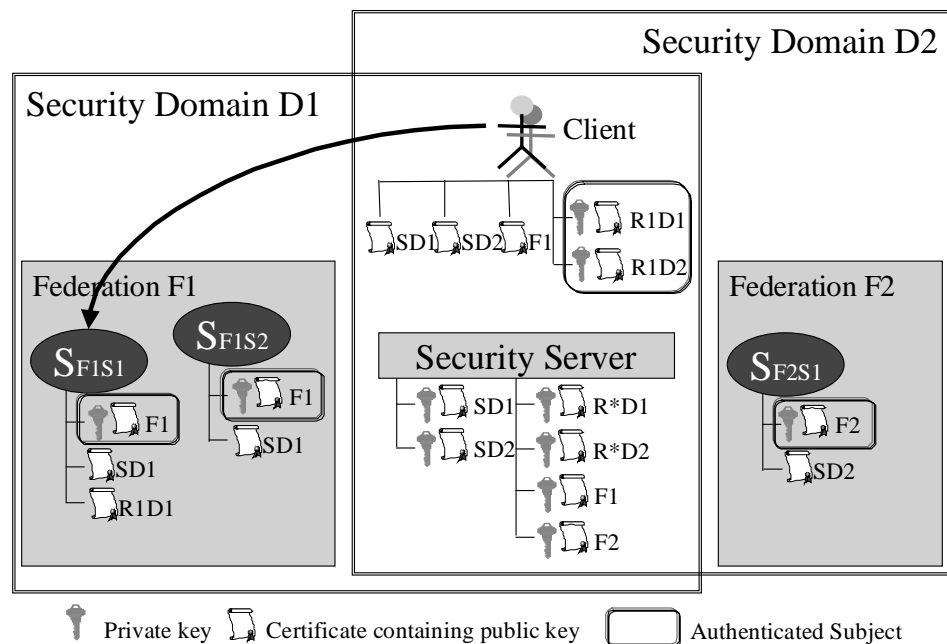 Security Domain D2
Security Domain D1
Client
SD1 SD2 F1
R1D1
R1D2
Federation F1
SF1S1
SF1S2
F1
F1
SD1
SD1
R1D1
Security Server
SD1
SD2
R*D1
R*D2
F1
F2
Federation F2
SF2S1
F2
SD2
Private key Certificate containing public key Authenticated Subject